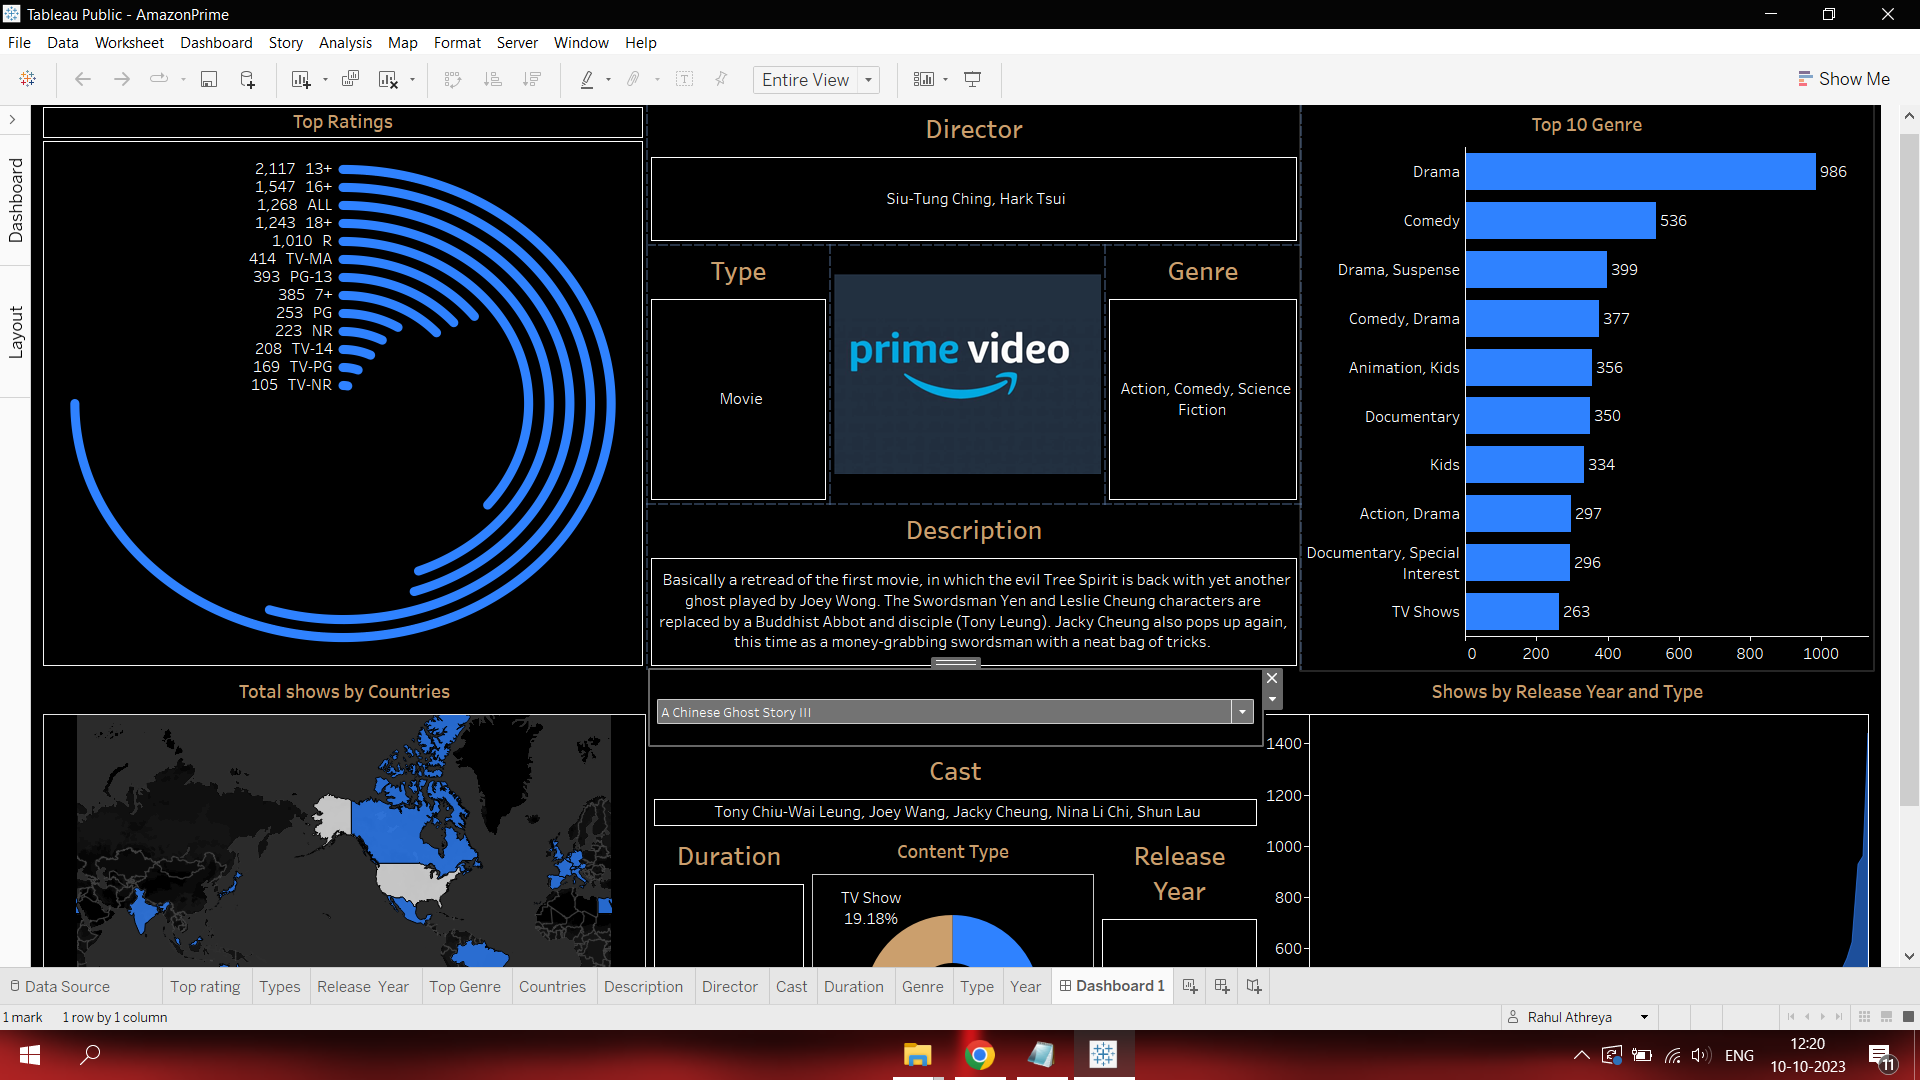 Tableau Public - AmazonPrime
File Data Worksheet Dashboard Story Analysis Map Format Server Window Help
Entire View
Show Me
Dashboard
Layout
Top Ratings
2,117 13+
1,547 16+
1,268 ALL
1,243 18+
1,010 R
414 TV-MA
393 PG-13
385 7+
253 PG
223 NR
208 TV-14
169 TV-PG
105 TV-NR
Director
Siu-Tung Ching, Hark Tsui
Type
Movie
prime video
Genre
Action, Comedy, Science
Fiction
Description
Basically a retread of the first movie, in which the evil Tree Spirit is back with yet another
ghost played by Joey Wong. The Swordsman Yen and Leslie Cheung characters are
replaced by a Buddhist Abbot and disciple (Tony Leung). Jacky Cheung also pops up again,
this time as a money-grabbing swordsman with a neat bag of tricks.
Top 10 Genre
Drama 986
Comedy 536
Drama, Suspense 399
Comedy, Drama 377
Animation, Kids 356
Documentary 350
Kids 334
Action, Drama 297
Documentary, Special
Interest 296
TV Shows 263
0 200 400 600 800 1000
Total shows by Countries
A Chinese Ghost Story III
Cast
Tony Chiu-Wai Leung, Joey Wang, Jacky Cheung, Nina Li Chi, Shun Lau
Duration
Content Type
TV Show
19.18%
Release
Year
Shows by Release Year and Type
1400
1200
1000
800
600
Data Source Top rating Types Release Year Top Genre Countries Description Director Cast Duration Genre Type Year Dashboard 1
1 mark 1 row by 1 column
Rahul Athreya
ENG
12:20
10-10-2023
11